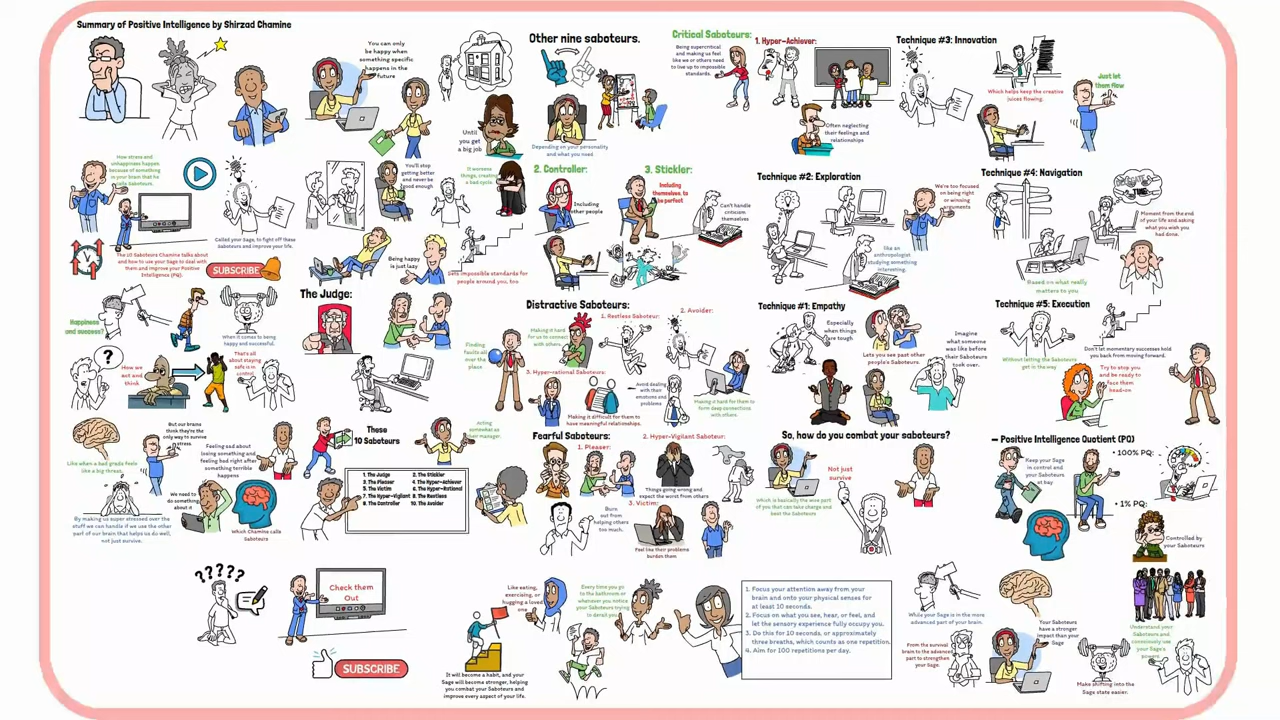 Summary of Positive Intelligence by Shirzad Chamine
You can only
be happy when
something specific
happens in the
future
Until
you get
a big job
How stress and
unhappiness happen
because of something
in your brain that he
calls Saboteurs.
The 10 Saboteurs Chamine talks about
and how to use your Sage to deal with
them and improve your Positive
Intelligence (PQ).
Called your Sage, to fight off these
Saboteurs and improve your life.
SUBSCRIBE
You'll stop
getting better
and never be
good enough
Being happy
is just lazy
It worsens
things, creating
a bad cycle.
Sets impossible standards for
people around you, too
Happiness
and success?
When it comes to being
happy and successful.
?
How we
act and
think
That's all
about staying
safe is in
control
The Judge:
Finding
faults all
over the
place
Like when a bad grade feels
like a big threat.
But our brains
think they're the
only way to survive
stress.
Feeling sad about
losing something and
feeling bad right after
something terrible
happens
By making us super stressed over the
stuff we can handle if we use the other
part of our brain that helps us do well,
not just survive.
We need to
do something
about it
Which Chamine calls
Saboteurs
These
10 Saboteurs
Acting
somewhat as
their manager.
1. The Judge
3. The Pleaser
5. The Victim
7. The Hyper-Vigilant
9. The Controller
2. The Stickler
4. The Hyper-Achiever
6. The Hyper-Rational
8. The Restless
10. The Avoider
Other nine saboteurs.
Depending on your personality
and what you need
Critical Saboteurs:
Being supercritical
and making us feel
like we or others need
to live up to impossible
standards.
1. Hyper-Achiever:
Often neglecting
their feelings and
relationships
2. Controller:
Including
other people
3. Stickler:
Including
themselves, to
be perfect
Can't handle
criticism
themselves
Distractive Saboteurs:
Making it hard
for us to connect
with others.
1. Restless Saboteur:
2. Avoider:
3. Hyper-rational Saboteurs:
Making it difficult for them to
have meaningful relationships.
Avoid dealing
with their
emotions and
problems
Making it hard for them to
form deep connections
with others.
Fearful Saboteurs:
1. Pleaser:
Burn
out from
helping others
too much.
2. Hyper-Vigilant Saboteur:
Things going wrong and
expect the worst from others
3. Victim:
Feel like their problems
burden them
Technique #3: Innovation
Which helps keep the creative
juices flowing.
Just let
them flow
Technique #2: Exploration
like an
anthropologist
studying something
interesting.
We're too focused
on being right
or winning
arguments
Technique #4: Navigation
Moment from the end
of your life and asking
what you wish you
had done.
Based on what really
matters to you
Technique #1: Empathy
Especially
when things
are tough
Lets you see past other
people's Saboteurs.
Imagine
what someone
was like before
their Saboteurs
took over.
Technique #5: Execution
Without letting the Saboteurs
get in the way
Don't let momentary successes hold
you back from moving forward.
Try to stop you
and be ready to
face them
head-on
So, how do you combat your saboteurs?
Which is basically the wise part
of you that can take charge and
beat the Saboteurs
Not just
survive
— Positive Intelligence Quotient (PQ)
Keep your Sage
in control and
your Saboteurs
at bay.
• 100% PQ:
• 1% PQ:
Controlled by
your Saboteurs
?????
Check them
Out
SUBSCRIBE
It will become a habit, and your
Sage will become stronger, helping
you combat your Saboteurs and
improve every aspect of your life.
Like eating,
exercising, or
hugging a loved
one
Every time you go
to the bathroom or
whenever you notice
your Saboteurs trying
to derail you
1. Focus your attention away from your
brain and onto your physical senses for
at least 10 seconds.
2. Focus on what you see, hear, or feel, and
let the sensory experience fully occupy you.
3. Do this for 10 seconds, or approximately
three breaths, which counts as one repetition.
4. Aim for 100 repetitions per day.
While your Sage is in the more
advanced part of your brain.
From the survival
brain to the advanced
part to strengthen
your Sage.
Your Saboteurs
have a stronger
impact than your
Sage
Make shifting into the
Sage state easier.
Understand your
Saboteurs and
consciously use
your Sage's
powers